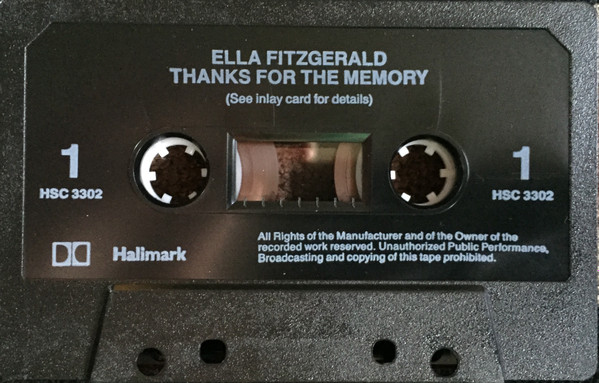 ELLA FITZGERALD
THANKS FOR THE MEMORY
(See inlay card for details)
1
HSC 3302
1
HSC 3302
Hallmark
All Rights of the Manufacturer and of the Owner of the
recorded work reserved. Unauthorized Public Performance,
Broadcasting and copying of this tape prohibited.